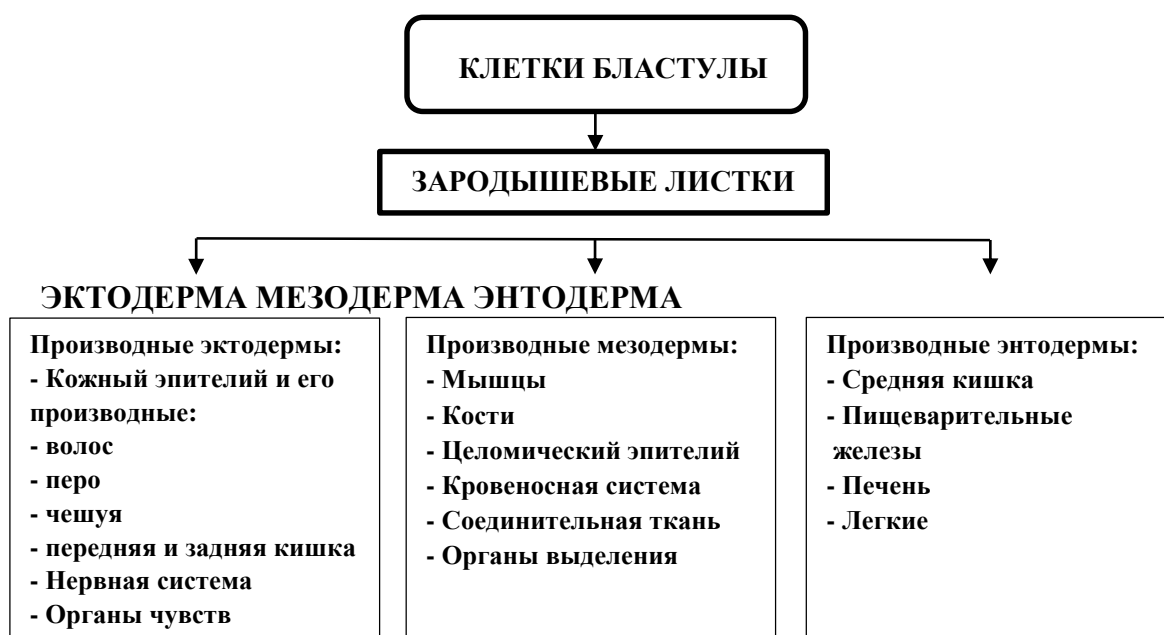 КЛЕТКИ БЛАСТУЛЫ
ЗАРОДЫШЕВЫЕ ЛИСТКИ
ЭКТОДЕРМА МЕЗОДЕРМА ЭНТОДЕРМА
Производные эктодермы:
- Кожный эпителий и его
производные:
- волос
- перо
- чешуя
- передняя и задняя кишка
- Нервная система
- Органы чувств
Производные мезодермы:
- Мышцы
- Кости
- Целомический эпителий
- Кровеносная система
- Соединительная ткань
- Органы выделения
Производные энтодермы:
- Средняя кишка
- Пищеварительные
железы
- Печень
- Легкие